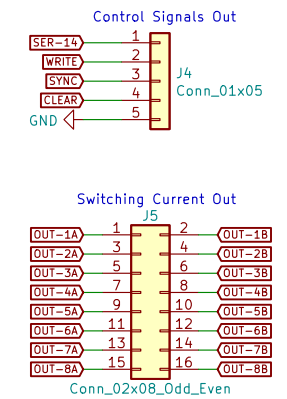 Control Signals Out
SER-14 1
WRITE 2
SYNC 3
CLEAR 4
GND 5
J4
Conn_01x05
Switching Current Out
J5
OUT-1A 1 2 OUT-1B
OUT-2A 3 4 OUT-2B
OUT-3A 5 6 OUT-3B
OUT-4A 7 8 OUT-4B
OUT-5A 9 10 OUT-5B
OUT-6A 11 12 OUT-6B
OUT-7A 13 14 OUT-7B
OUT-8A 15 16 OUT-8B
Conn_02x08_Odd_Even